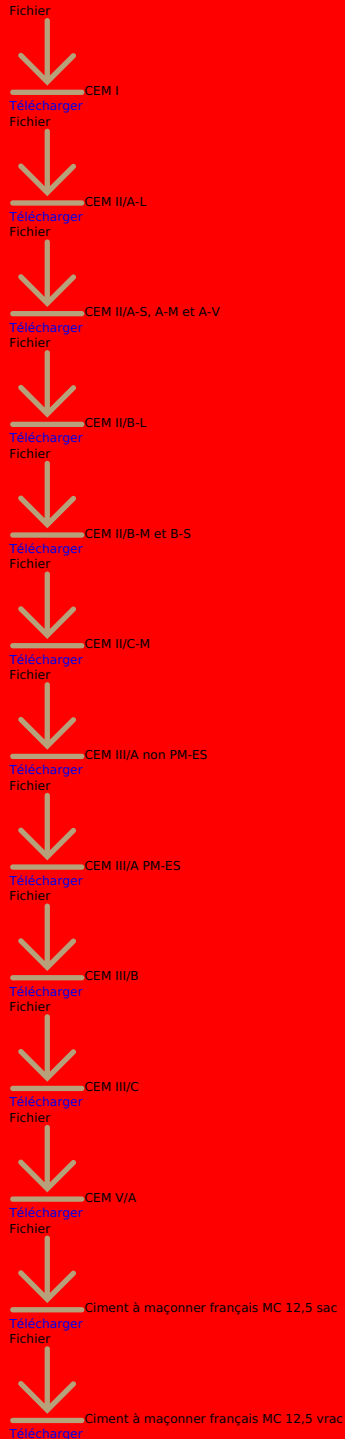 Fichier
CEM I
Télécharger
Fichier
CEM II/A-L
Télécharger
Fichier
CEM II/A-S, A-M et A-V
Télécharger
Fichier
CEM II/B-L
Télécharger
Fichier
CEM II/B-M et B-S
Télécharger
Fichier
CEM II/C-M
Télécharger
Fichier
CEM III/A non PM-ES
Télécharger
Fichier
CEM III/A PM-ES
Télécharger
Fichier
CEM III/B
Télécharger
Fichier
CEM III/C
Télécharger
Fichier
CEM V/A
Télécharger
Fichier
Ciment à maçonner français MC 12,5 sac
Télécharger
Fichier
Ciment à maçonner français MC 12,5 vrac
Télécharger